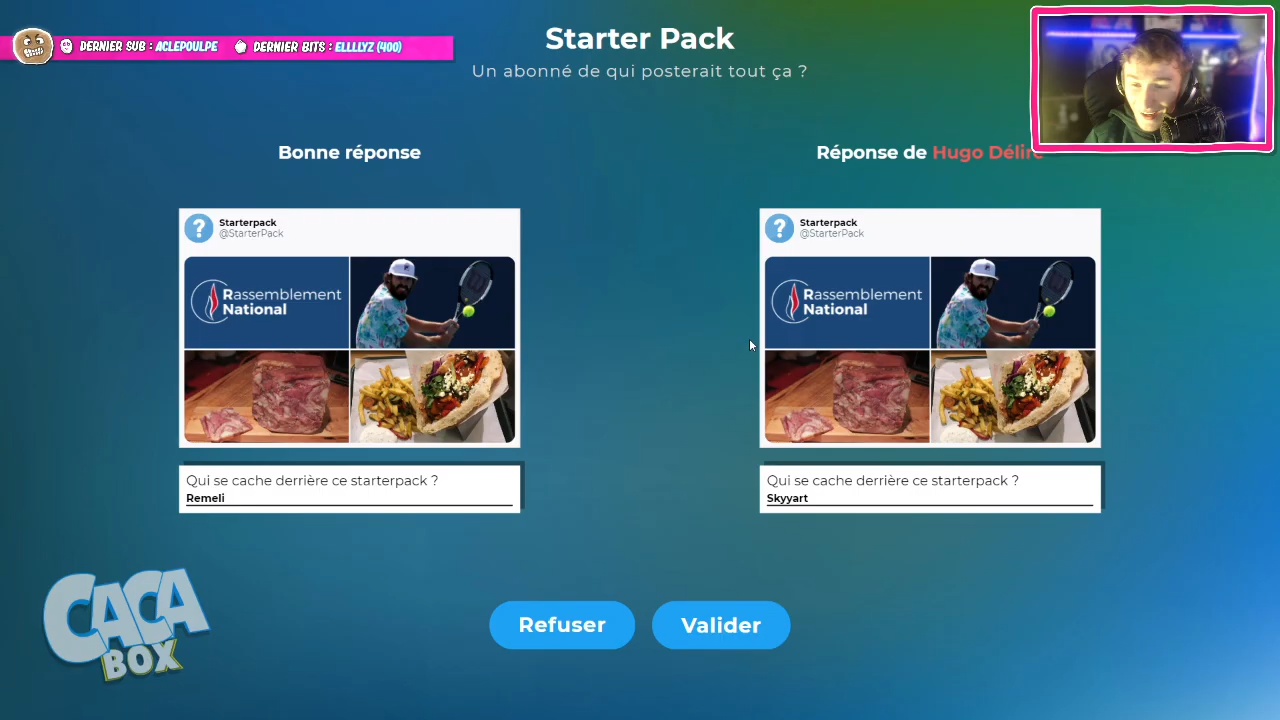 DERNIER SUB : ACLEPOULPE DERNIER BITS : ELLLLYZ (400)
Starter Pack
Un abonné de qui posterait tout ça ?
Bonne réponse
Réponse de Hugo Délire
Starterpack
@StarterPack
Rassemblement
National
Qui se cache derrière ce starterpack ?
Remeli
Starterpack
@StarterPack
Rassemblement
National
Qui se cache derrière ce starterpack ?
Skyyart
Refuser
Valider
CACA
BOX